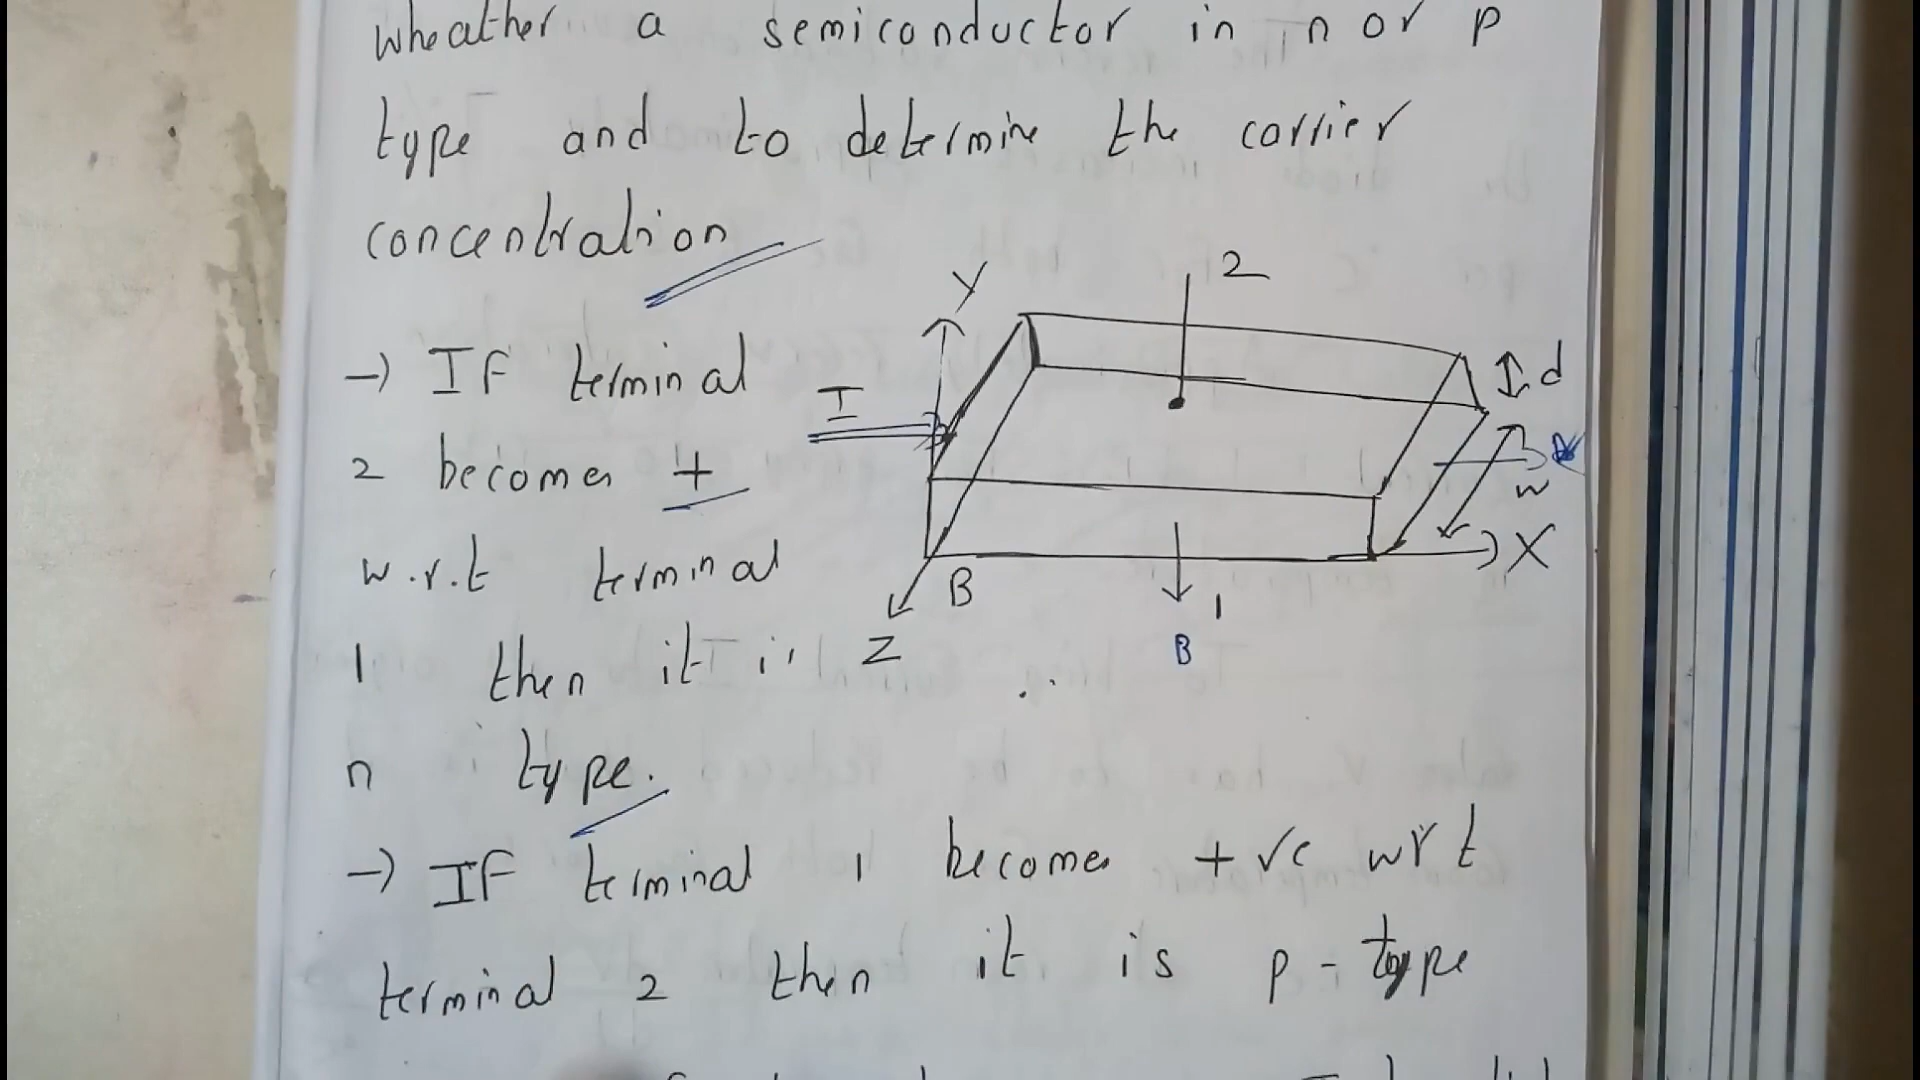 wheather a semiconductor in n or p
type and to determine the carrier
concentration
→ IF terminal
2 becomes +
w.r.t terminal
1 then it is
n type.
→ IF terminal 1 becomes +ve wrt
terminal 2 then it is p-type
Y
2
I
d
w
X
B
1
Z
B